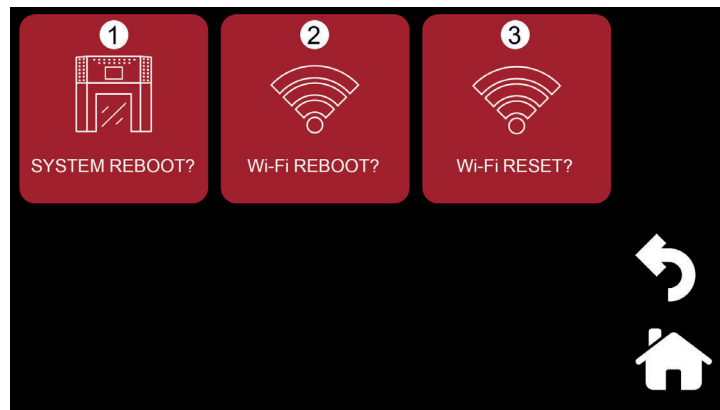 1
2
3
SYSTEM REBOOT?
Wi-Fi REBOOT?
Wi-Fi RESET?